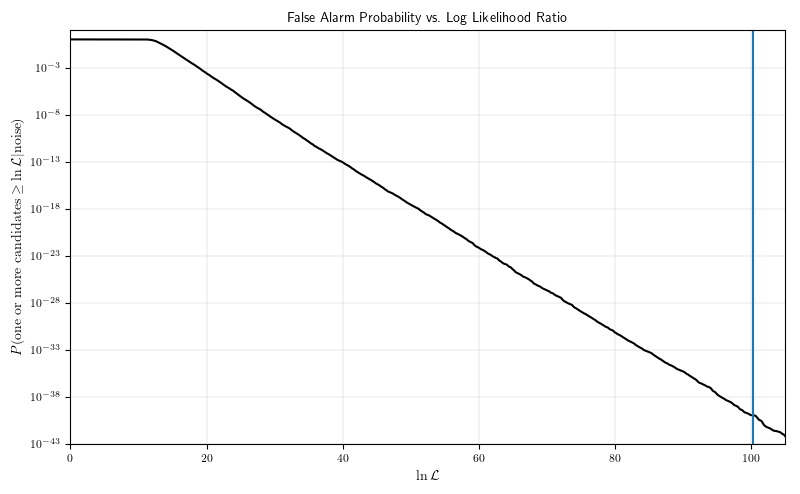 False Alarm Probability vs. Log Likelihood Ratio
P(one or more candidates ≥ ln ℒ|noise)
10⁻³
10⁻⁸
10⁻¹³
10⁻¹⁸
10⁻²³
10⁻²⁸
10⁻³³
10⁻³⁸
10⁻⁴³
0 20 40 60 80 100
ln ℒ